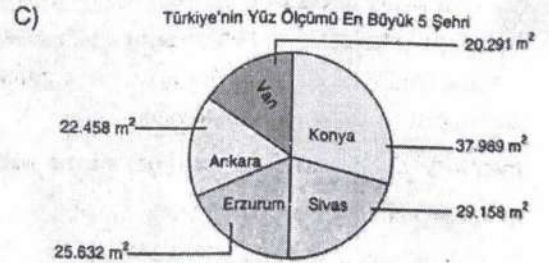 C)
Türkiye'nin Yüz Ölçümü En Büyük 5 Şehri
20.291 m²
Van
Konya
22.458 m²
Ankara
37.989 m²
Erzurum
Sivas
29.158 m²
25.632 m²